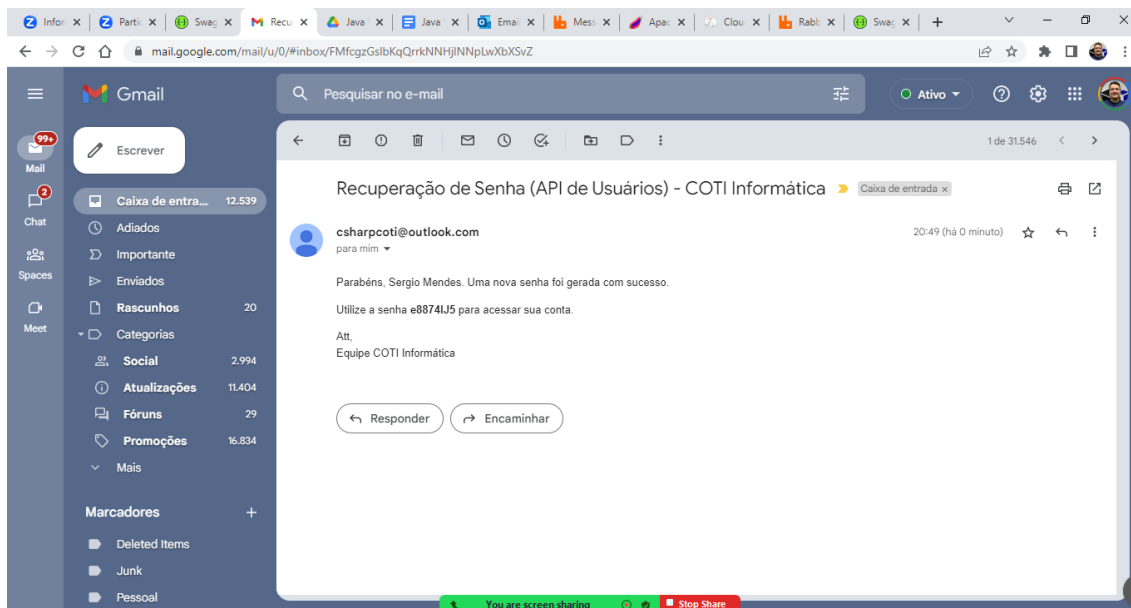 Infor
Partic
Swag
Recu
Java
Java
Emai
Mess
Apac
Clou
Rabb
Swag
mail.google.com/mail/u/0/#inbox/FMfcgzGslbKqQrrkNNHjlNNpLwXbXSvZ
Gmail
Pesquisar no e-mail
Ativo
99+
Mail
Escrever
1 de 31.546
2
Chat
Caixa de entra... 12.539
Recuperação de Senha (API de Usuários) - COTI Informática
Caixa de entrada x
Adiados
csharpcoti@outlook.com
20:49 (há 0 minuto)
para mim
Spaces
Importante
Enviados
Parabéns, Sergio Mendes. Uma nova senha foi gerada com sucesso.
Meet
Rascunhos 20
Utilize a senha e8874IJ5 para acessar sua conta.
Categorias
Att,
Equipe COTI Informática
Social 2.994
Atualizações 11.404
Fóruns 29
Responder
Encaminhar
Promoções 16.834
Mais
Marcadores
Deleted Items
Junk
Pessoal
You are screen sharing
Stop Share